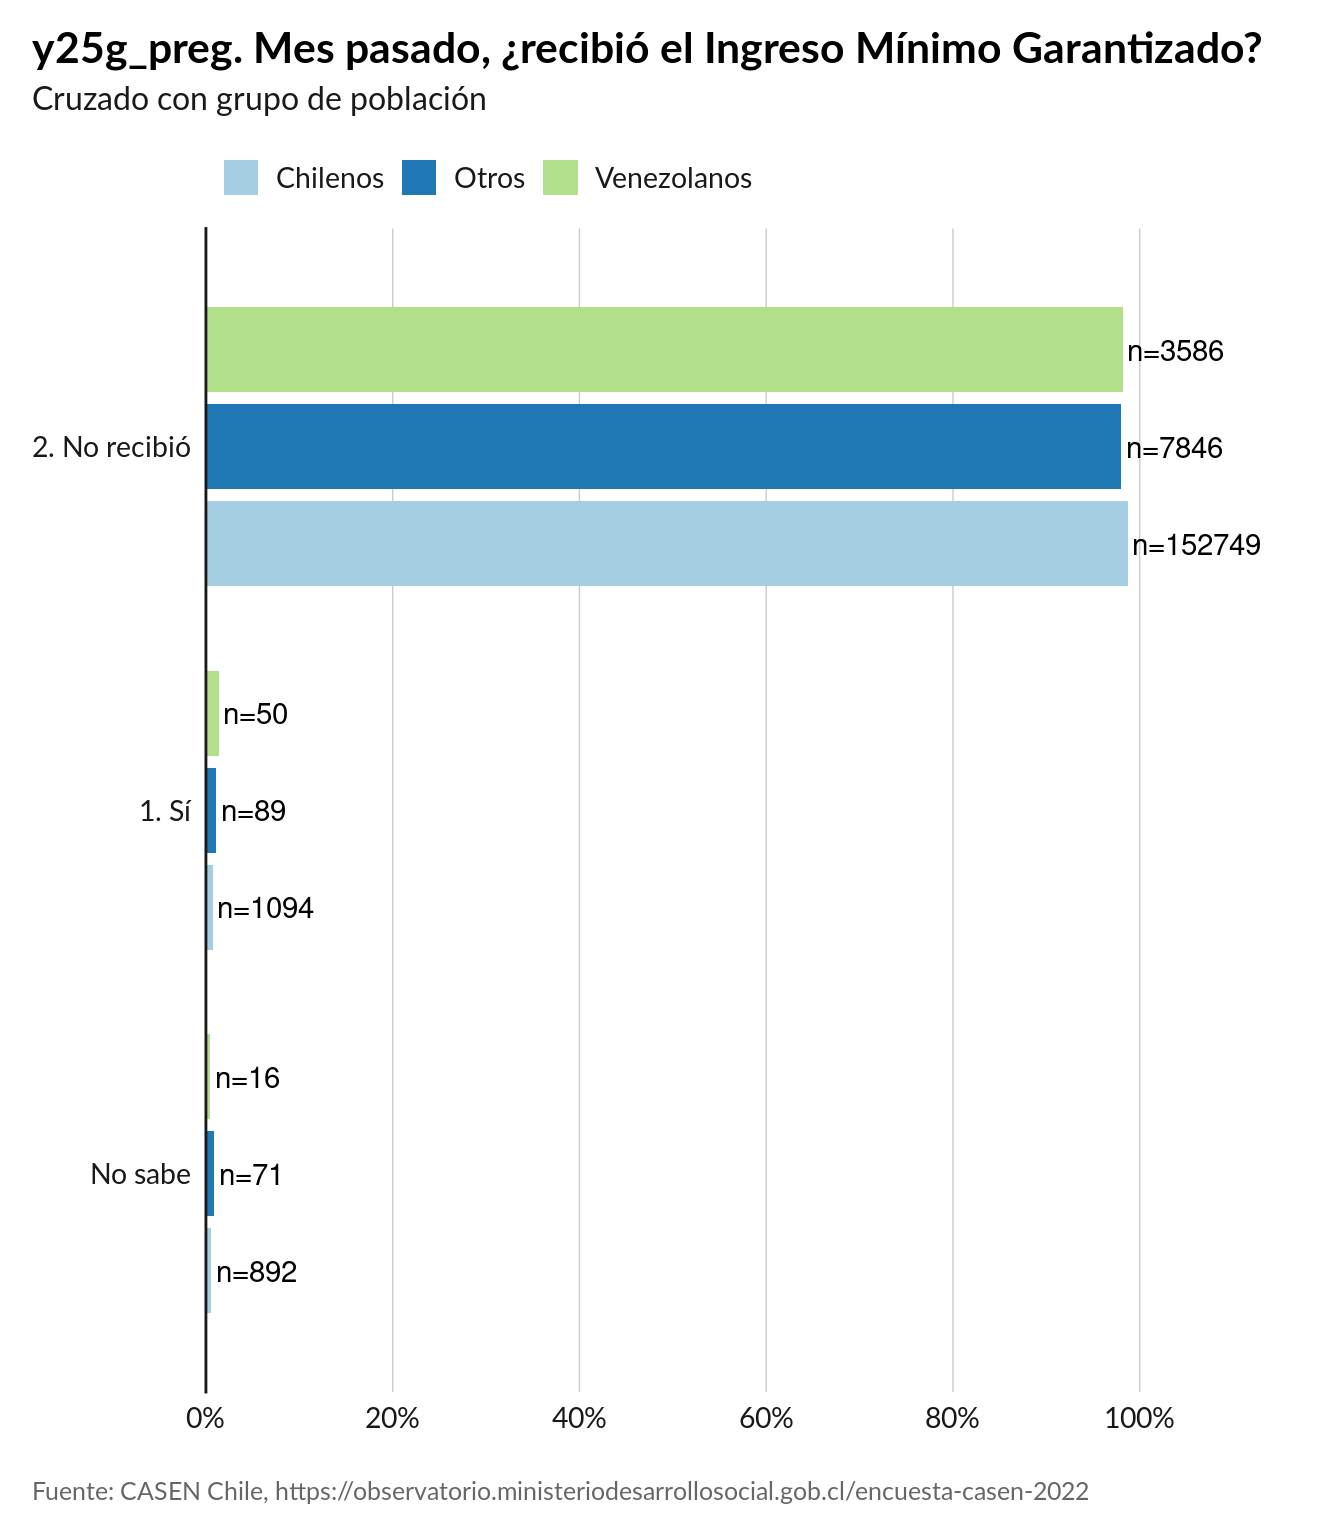 y25g_preg. Mes pasado, ¿recibió el Ingreso Mínimo Garantizado?
Cruzado con grupo de población
Chilenos Otros Venezolanos
n=3586
2. No recibió n=7846
n=152749
n=50
1. Sí n=89
n=1094
n=16
No sabe n=71
n=892
0% 20% 40% 60% 80% 100%
Fuente: CASEN Chile, https://observatorio.ministeriodesarrollosocial.gob.cl/encuesta-casen-2022